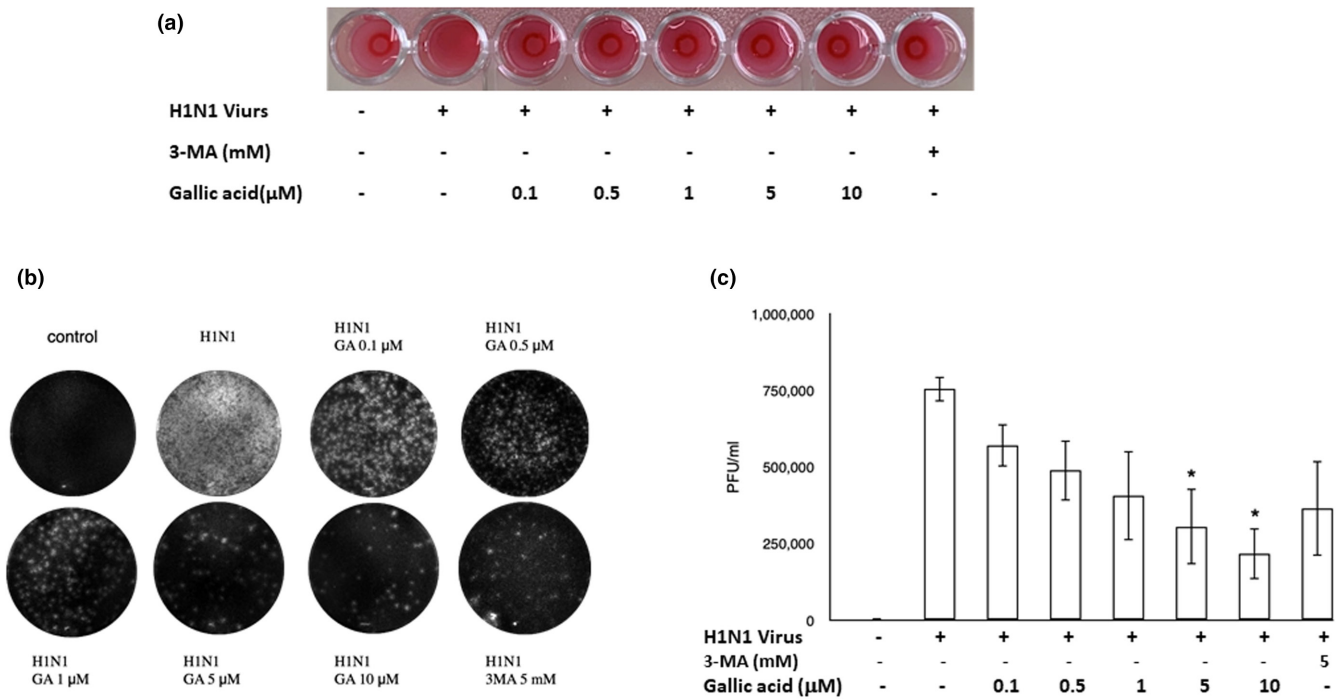 (a)
H1N1 Viurs - + + + + + + +
3-MA (mM) - - - - - - - +
Gallic acid(µM) - - 0.1 0.5 1 5 10 -
(b)
control
H1N1
H1N1
GA 0.1 µM
H1N1
GA 0.5 µM
H1N1
GA 1 µM
H1N1
GA 5 µM
H1N1
GA 10 µM
H1N1
3MA 5 mM
(c)
PFU/ml
1,000,000
750,000
500,000
250,000
0
* *
H1N1 Virus - + + + + + + +
3-MA (mM) - - - - - - - 5
Gallic acid (µM) - - 0.1 0.5 1 5 10 -